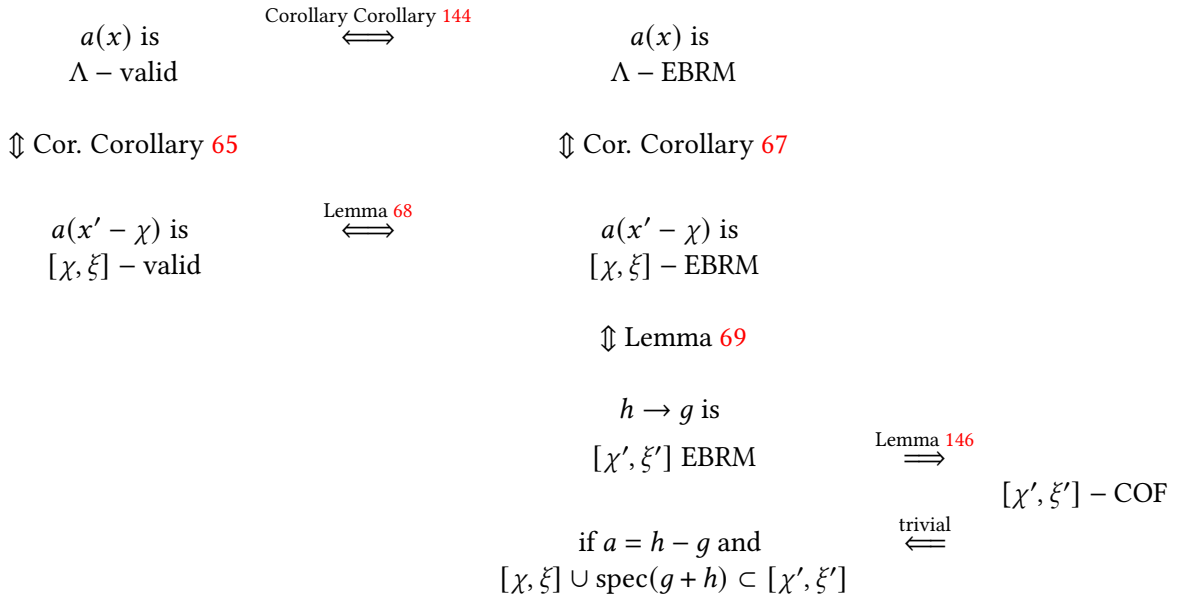 Corollary Corollary 144
a(x) is ⟺ a(x) is
Λ − valid Λ − EBRM
⇕ Cor. Corollary 65 ⇕ Cor. Corollary 67
Lemma 68
a(x′ − χ) is ⟺ a(x′ − χ) is
[χ, ξ] − valid [χ, ξ] − EBRM
⇕ Lemma 69
h → g is
Lemma 146
[χ′, ξ′] EBRM ⟹
[χ′, ξ′] − COF
trivial
if a = h − g and ⟸
[χ, ξ] ∪ spec(g + h) ⊂ [χ′, ξ′]